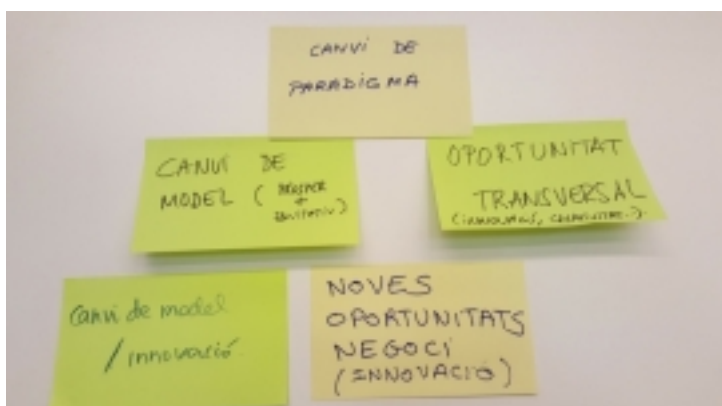 CANVI DE
PARADIGMA
CANVI DE
MODEL (
+
OPORTUNITAT
TRANSVERSAL
Canvi de model
/ innovació
NOVES
OPORTUNITATS
NEGOCI
(INNOVACIÓ)